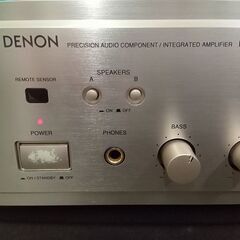 DENON
PRECISION AUDIO COMPONENT / INTEGRATED AMPLIFIER
SPEAKERS
REMOTE SENSOR
A B
ON OFF
POWER
PHONES
BASS
ON / STANDBY OFF